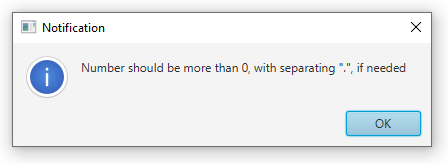 Notification
Number should be more than 0, with separating ".", if needed
OK